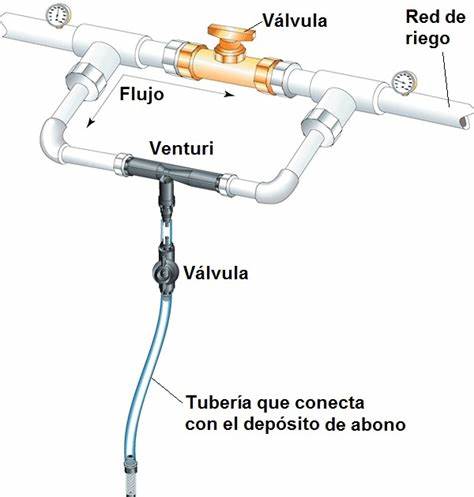 Válvula
Red de
riego
Flujo
Venturi
Válvula
Tubería que conecta
con el depósito de abono